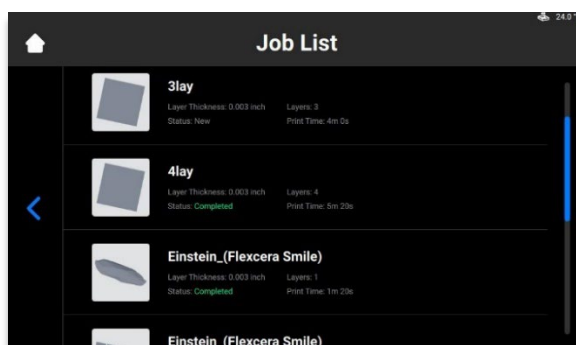 24.0°
Job List
3lay
Layer Thickness: 0.003 inch Layers: 3
Status: New Print Time: 4m 0s
4lay
Layer Thickness: 0.003 inch Layers: 4
Status: Completed Print Time: 5m 20s
Einstein_(Flexcera Smile)
Layer Thickness: 0.003 inch Layers: 1
Status: Completed Print Time: 1m 20s
Einstein_(Flexcera Smile)